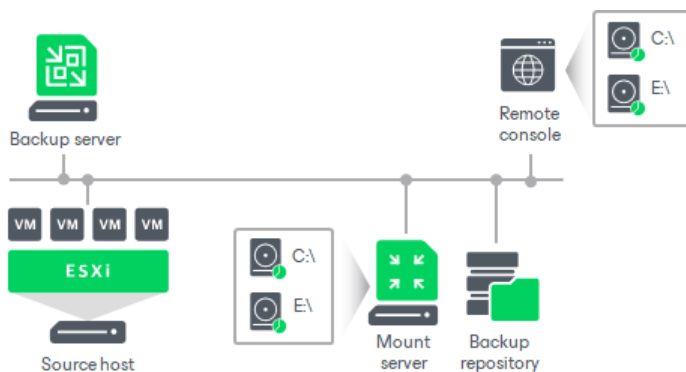 C:\
E:\
Remote
console
Backup server
VM VM VM VM
ESXi
C:\
E:\
Source host
Mount
server
Backup
repository